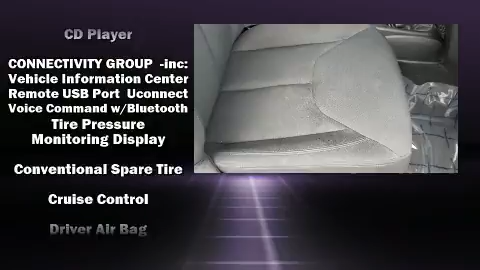 CD Player
CONNECTIVITY GROUP -inc:
Vehicle Information Center
Remote USB Port Uconnect
Voice Command w/Bluetooth
Tire Pressure
Monitoring Display
Conventional Spare Tire
Cruise Control
Driver Air Bag